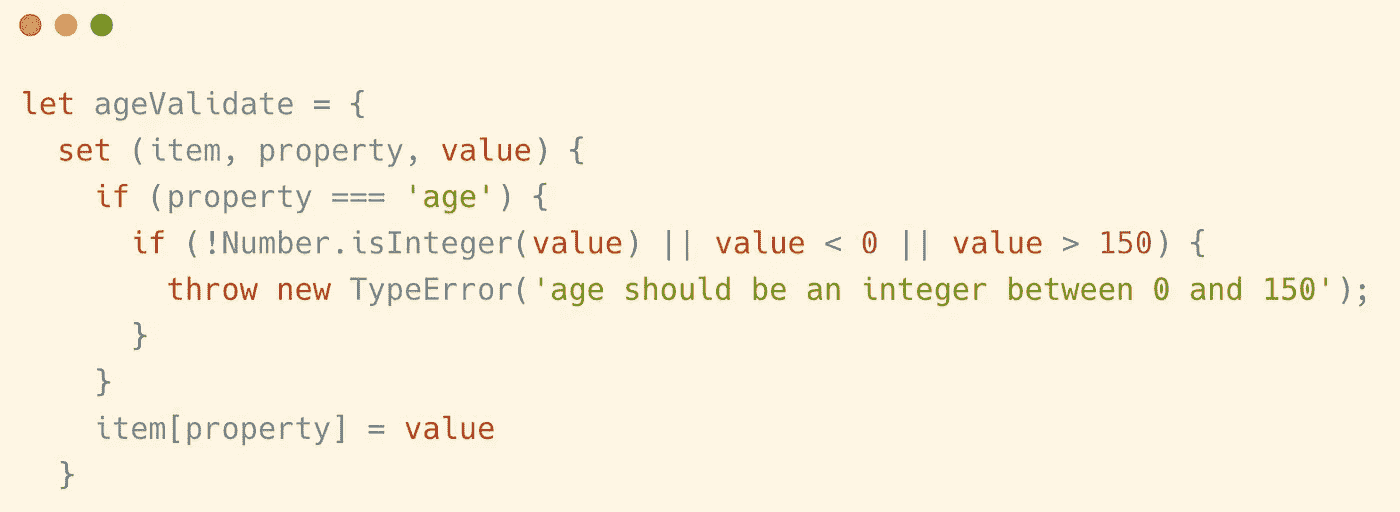 let ageValidate = {
  set (item, property, value) {
    if (property === 'age') {
      if (!Number.isInteger(value) || value < 0 || value > 150) {
        throw new TypeError('age should be an integer between 0 and 150');
      }
    }
    item[property] = value
  }